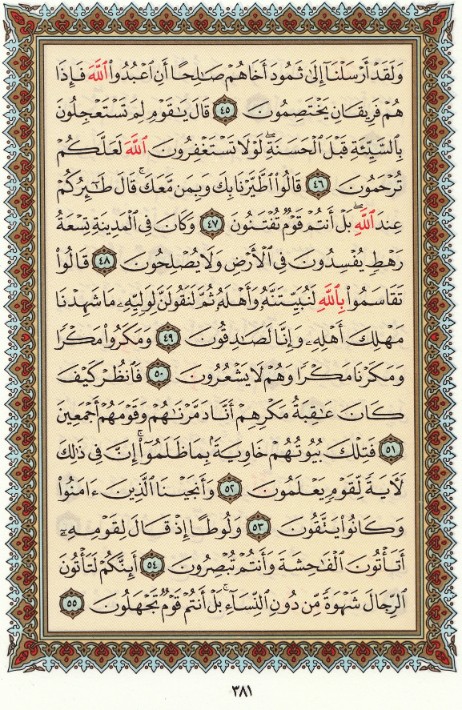 وَلَقَدْ أَرْسَلْنَآ إِلَىٰ ثَمُودَ أَخَاهُمْ صَـٰلِحًا أَنِ ٱعْبُدُوا۟ ٱللَّهَ فَإِذَا
هُمْ فَرِيقَانِ يَخْتَصِمُونَ ٤٥ قَالَ يَـٰقَوْمِ لِمَ تَسْتَعْجِلُونَ
بِٱلسَّيِّئَةِ قَبْلَ ٱلْحَسَنَةِ ۖ لَوْلَا تَسْتَغْفِرُونَ ٱللَّهَ لَعَلَّكُمْ
تُرْحَمُونَ ٤٦ قَالُوا۟ ٱطَّيَّرْنَا بِكَ وَبِمَن مَّعَكَ ۚ قَالَ طَـٰٓئِرُكُمْ
عِندَ ٱللَّهِ ۖ بَلْ أَنتُمْ قَوْمٌ تُفْتَنُونَ ٤٧ وَكَانَ فِى ٱلْمَدِينَةِ تِسْعَةُ
رَهْطٍ يُفْسِدُونَ فِى ٱلْأَرْضِ وَلَا يُصْلِحُونَ ٤٨ قَالُوا۟
تَقَاسَمُوا۟ بِٱللَّهِ لَنُبَيِّتَنَّهُۥ وَأَهْلَهُۥ ثُمَّ لَنَقُولَنَّ لِوَلِيِّهِۦ مَا شَهِدْنَا
مَهْلِكَ أَهْلِهِۦ وَإِنَّا لَصَـٰدِقُونَ ٤٩ وَمَكَرُوا۟ مَكْرًا
وَمَكَرْنَا مَكْرًا وَهُمْ لَا يَشْعُرُونَ ٥٠ فَٱنظُرْ كَيْفَ
كَانَ عَـٰقِبَةُ مَكْرِهِمْ أَنَّا دَمَّرْنَـٰهُمْ وَقَوْمَهُمْ أَجْمَعِينَ
٥١ فَتِلْكَ بُيُوتُهُمْ خَاوِيَةًۢ بِمَا ظَلَمُوٓا۟ ۗ إِنَّ فِى ذَٰلِكَ
لَـَٔايَةً لِّقَوْمٍ يَعْلَمُونَ ٥٢ وَأَنجَيْنَا ٱلَّذِينَ ءَامَنُوا۟
وَكَانُوا۟ يَتَّقُونَ ٥٣ وَلُوطًا إِذْ قَالَ لِقَوْمِهِۦٓ
أَتَأْتُونَ ٱلْفَـٰحِشَةَ وَأَنتُمْ تُبْصِرُونَ ٥٤ أَئِنَّكُمْ لَتَأْتُونَ
ٱلرِّجَالَ شَهْوَةً مِّن دُونِ ٱلنِّسَآءِ ۚ بَلْ أَنتُمْ قَوْمٌ تَجْهَلُونَ ٥٥
٣٨١